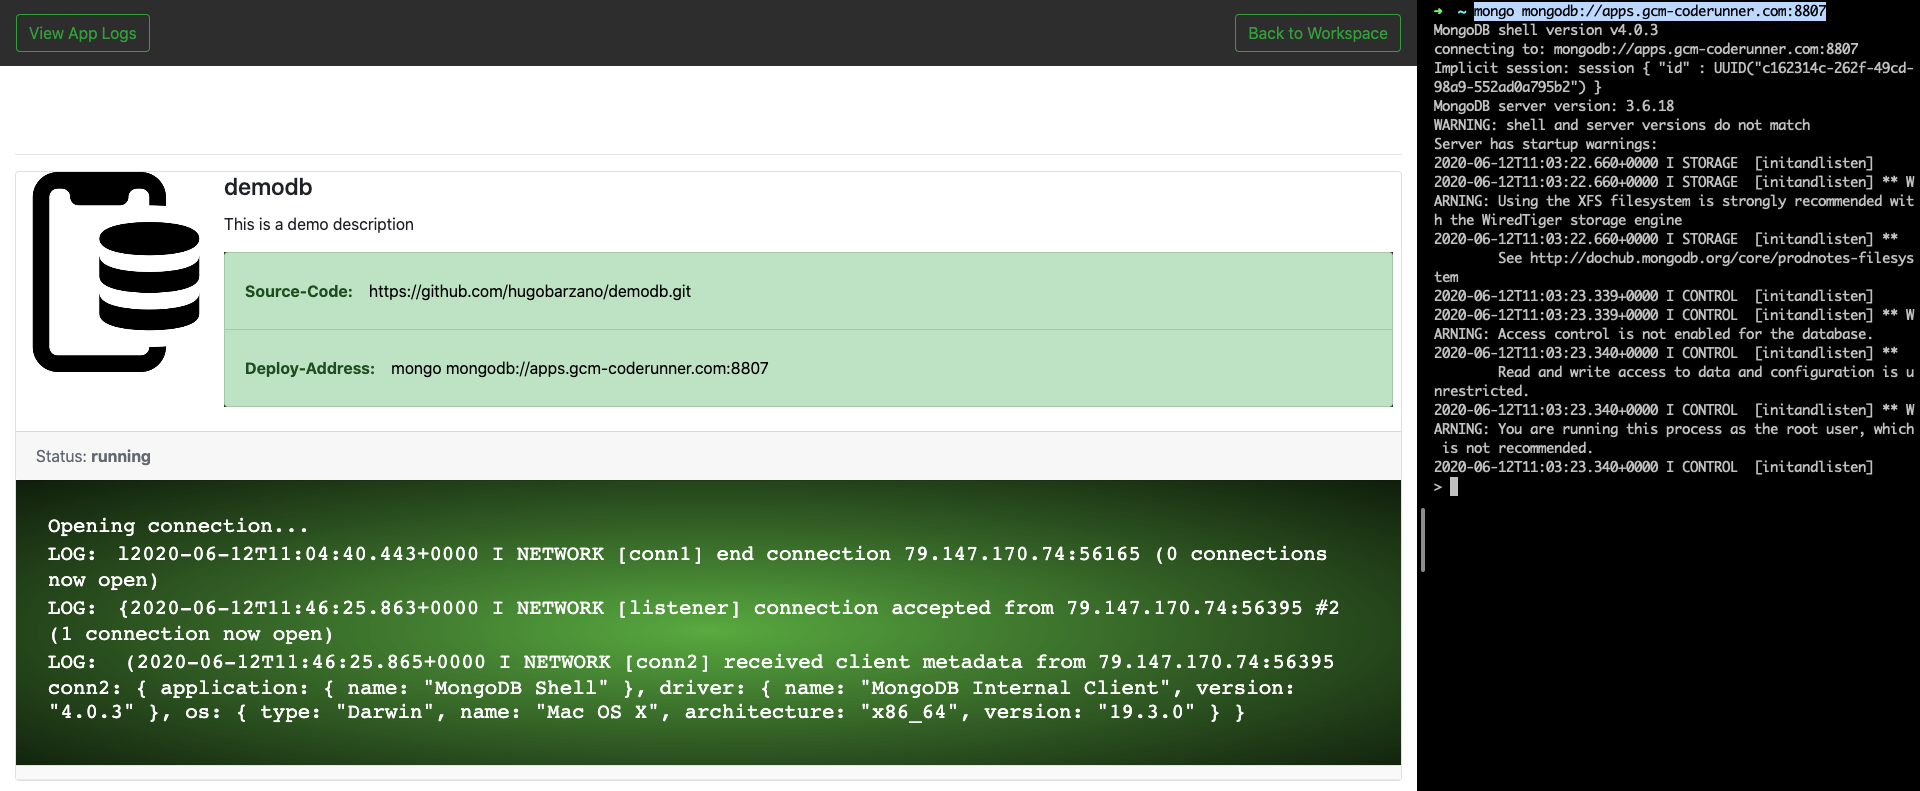 View App Logs
Back to Workspace
demodb
This is a demo description
Source-Code: https://github.com/hugobarzano/demodb.git
Deploy-Address: mongo mongodb://apps.gcm-coderunner.com:8807
Status: running
Opening connection...
LOG: l2020-06-12T11:04:40.443+0000 I NETWORK [conn1] end connection 79.147.170.74:56165 (0 connections
now open)
LOG: {2020-06-12T11:46:25.863+0000 I NETWORK [listener] connection accepted from 79.147.170.74:56395 #2
(1 connection now open)
LOG: (2020-06-12T11:46:25.865+0000 I NETWORK [conn2] received client metadata from 79.147.170.74:56395
conn2: { application: { name: "MongoDB Shell" }, driver: { name: "MongoDB Internal Client", version:
"4.0.3" }, os: { type: "Darwin", name: "Mac OS X", architecture: "x86_64", version: "19.3.0" } }
➜ ~ mongo mongodb://apps.gcm-coderunner.com:8807
MongoDB shell version v4.0.3
connecting to: mongodb://apps.gcm-coderunner.com:8807
Implicit session: session { "id" : UUID("c162314c-262f-49cd-
98a9-552ad0a795b2") }
MongoDB server version: 3.6.18
WARNING: shell and server versions do not match
Server has startup warnings:
2020-06-12T11:03:22.660+0000 I STORAGE  [initandlisten]
2020-06-12T11:03:22.660+0000 I STORAGE  [initandlisten] ** W
ARNING: Using the XFS filesystem is strongly recommended wit
h the WiredTiger storage engine
2020-06-12T11:03:22.660+0000 I STORAGE  [initandlisten] **
See http://dochub.mongodb.org/core/prodnotes-filesys
tem
2020-06-12T11:03:23.339+0000 I CONTROL  [initandlisten]
2020-06-12T11:03:23.339+0000 I CONTROL  [initandlisten] ** W
ARNING: Access control is not enabled for the database.
2020-06-12T11:03:23.340+0000 I CONTROL  [initandlisten] **
Read and write access to data and configuration is u
nrestricted.
2020-06-12T11:03:23.340+0000 I CONTROL  [initandlisten] ** W
ARNING: You are running this process as the root user, which
is not recommended.
2020-06-12T11:03:23.340+0000 I CONTROL  [initandlisten]
>